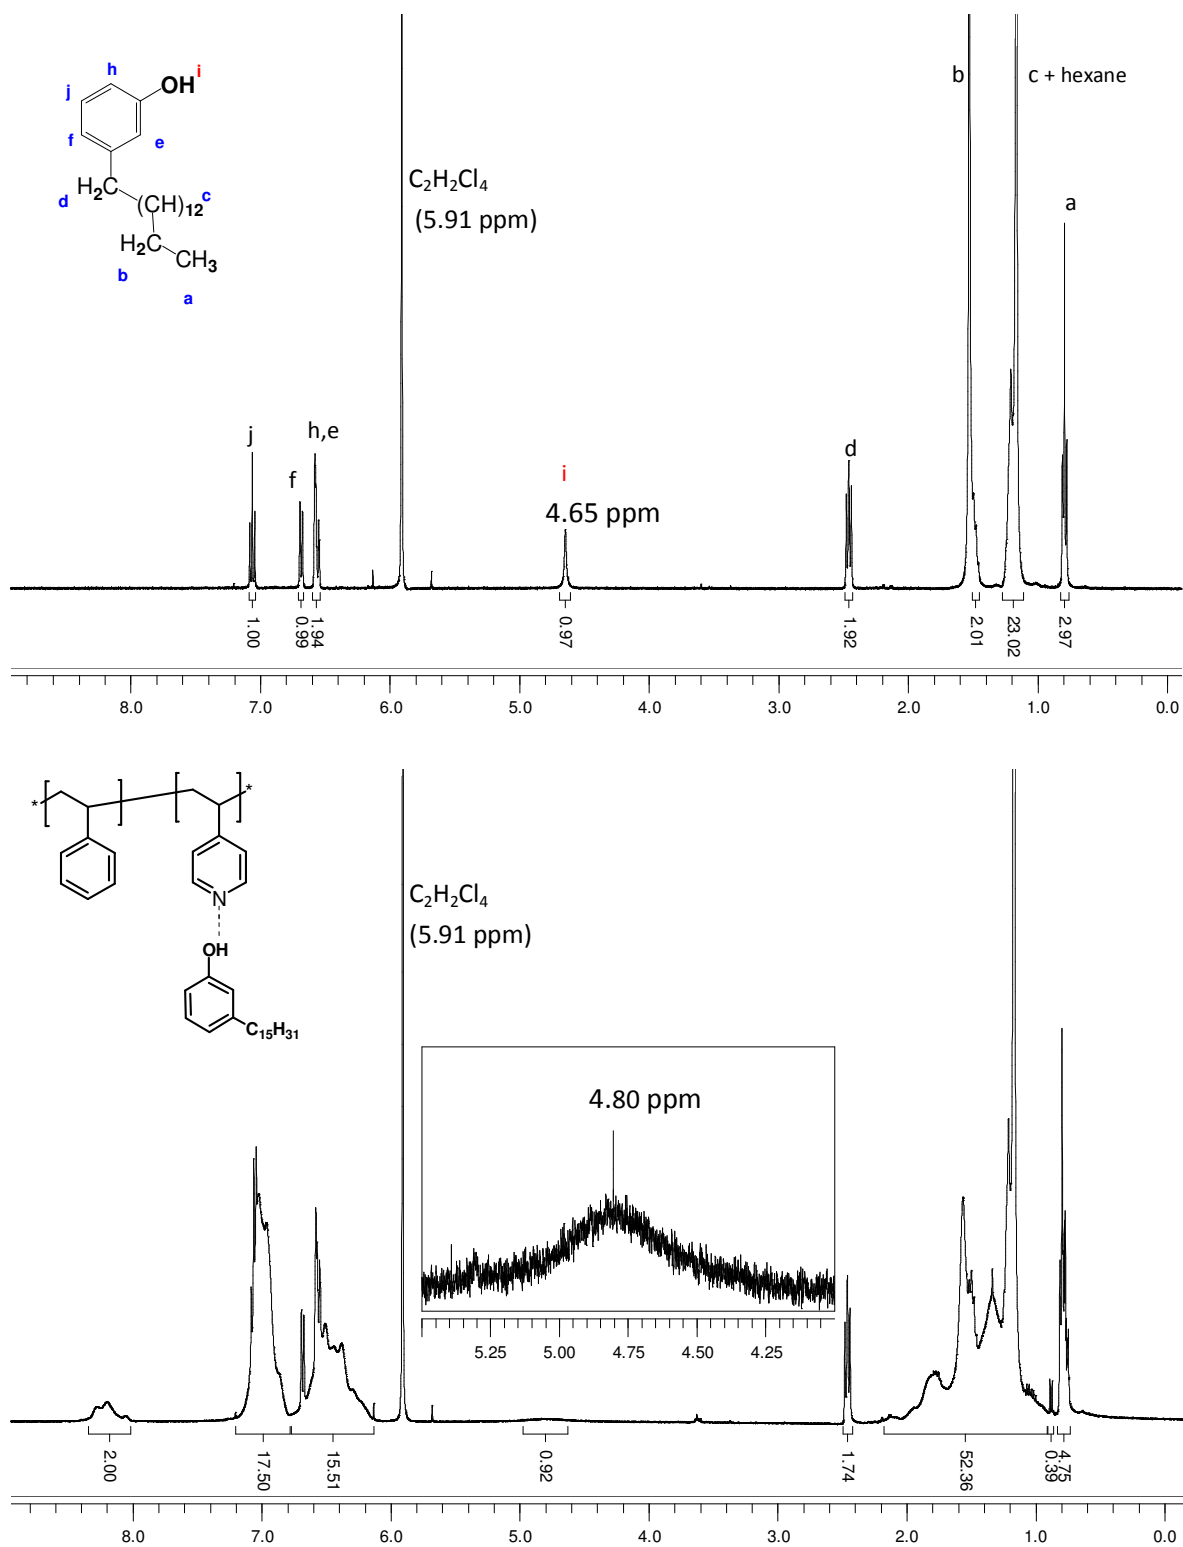 h
OH i
j
f
e
H2C
d
(CH)12 c
H2C
CH3
b
a
C2H2Cl4
(5.91 ppm)
b
c + hexane
a
j
f
h,e
i
4.65 ppm
d
1.00
0.99
1.94
0.97
1.92
2.01
23.02
2.97
8.0 7.0 6.0 5.0 4.0 3.0 2.0 1.0 0.0
* *
N
OH
C15H31
C2H2Cl4
(5.91 ppm)
4.80 ppm
5.25 5.00 4.75 4.50 4.25
2.00
17.50
15.51
0.92
1.74
52.36
0.39
4.75
8.0 7.0 6.0 5.0 4.0 3.0 2.0 1.0 0.0